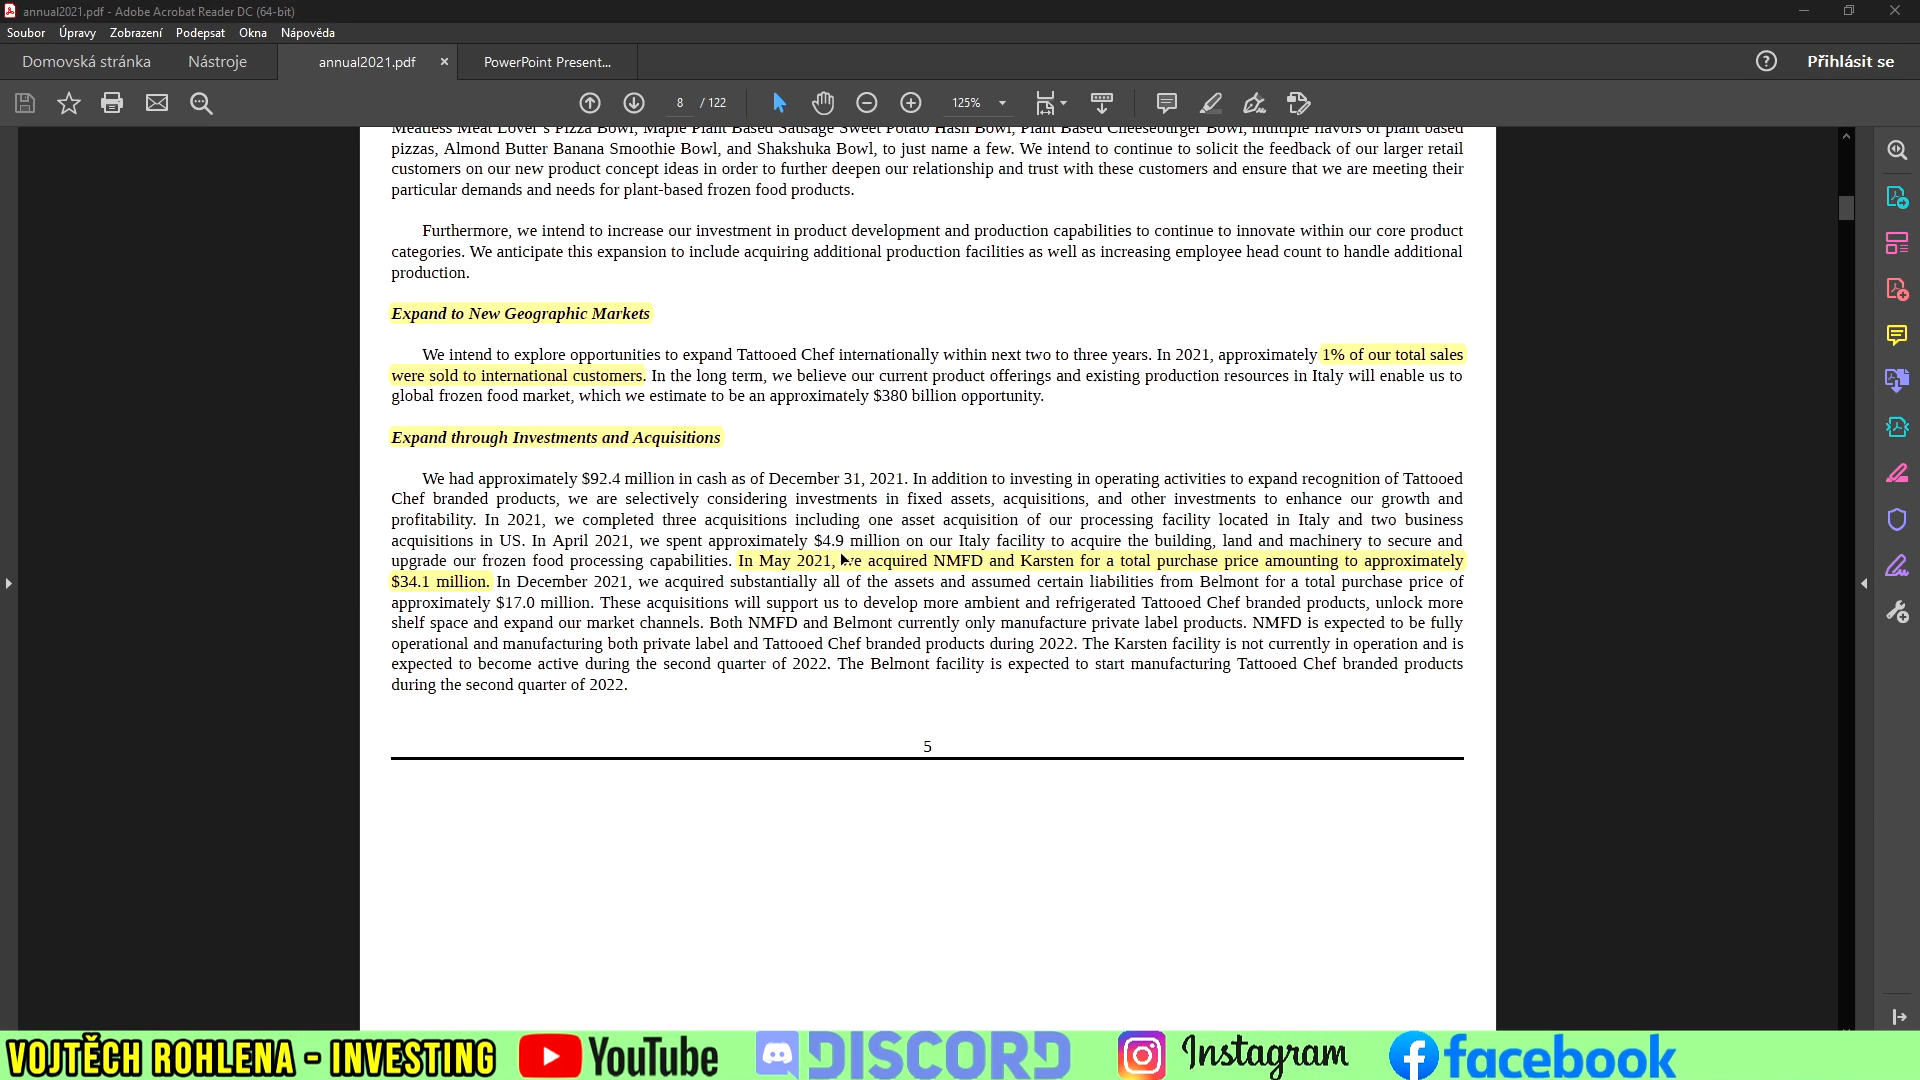 annual2021.pdf - Adobe Acrobat Reader DC (64-bit)
Soubor Úpravy Zobrazení Podepsat Okna Nápověda
Domovská stránka Nástroje annual2021.pdf × PowerPoint Present... Přihlásit se
8 / 122 125%
Meatless Meat Lover's Pizza Bowl, Maple Plant Based Sausage Sweet Potato Hash Bowl, Plant Based Cheeseburger Bowl, multiple flavors of plant based
pizzas, Almond Butter Banana Smoothie Bowl, and Shakshuka Bowl, to just name a few. We intend to continue to solicit the feedback of our larger retail
customers on our new product concept ideas in order to further deepen our relationship and trust with these customers and ensure that we are meeting their
particular demands and needs for plant-based frozen food products.
Furthermore, we intend to increase our investment in product development and production capabilities to continue to innovate within our core product
categories. We anticipate this expansion to include acquiring additional production facilities as well as increasing employee head count to handle additional
production.
Expand to New Geographic Markets
We intend to explore opportunities to expand Tattooed Chef internationally within next two to three years. In 2021, approximately 1% of our total sales
were sold to international customers. In the long term, we believe our current product offerings and existing production resources in Italy will enable us to
global frozen food market, which we estimate to be an approximately $380 billion opportunity.
Expand through Investments and Acquisitions
We had approximately $92.4 million in cash as of December 31, 2021. In addition to investing in operating activities to expand recognition of Tattooed
Chef branded products, we are selectively considering investments in fixed assets, acquisitions, and other investments to enhance our growth and
profitability. In 2021, we completed three acquisitions including one asset acquisition of our processing facility located in Italy and two business
acquisitions in US. In April 2021, we spent approximately $4.9 million on our Italy facility to acquire the building, land and machinery to secure and
upgrade our frozen food processing capabilities. In May 2021, we acquired NMFD and Karsten for a total purchase price amounting to approximately
$34.1 million. In December 2021, we acquired substantially all of the assets and assumed certain liabilities from Belmont for a total purchase price of
approximately $17.0 million. These acquisitions will support us to develop more ambient and refrigerated Tattooed Chef branded products, unlock more
shelf space and expand our market channels. Both NMFD and Belmont currently only manufacture private label products. NMFD is expected to be fully
operational and manufacturing both private label and Tattooed Chef branded products during 2022. The Karsten facility is not currently in operation and is
expected to become active during the second quarter of 2022. The Belmont facility is expected to start manufacturing Tattooed Chef branded products
during the second quarter of 2022.
5
VOJTĚCH ROHLENA - INVESTING YouTube DISCORD Instagram facebook